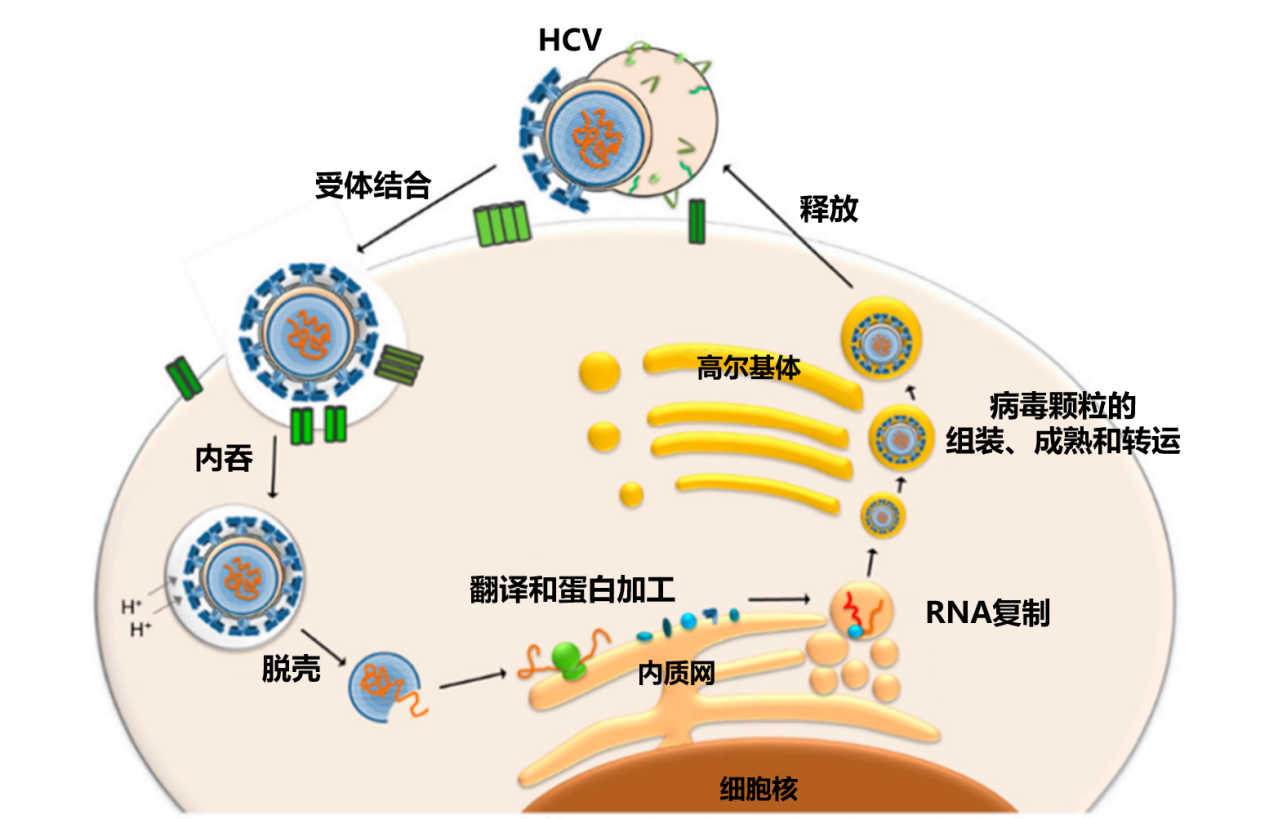 HCV
受体结合
释放
高尔基体
病毒颗粒的
组装、成熟和转运
内吞
翻译和蛋白加工
H⁺
H⁺
RNA复制
脱壳
内质网
细胞核